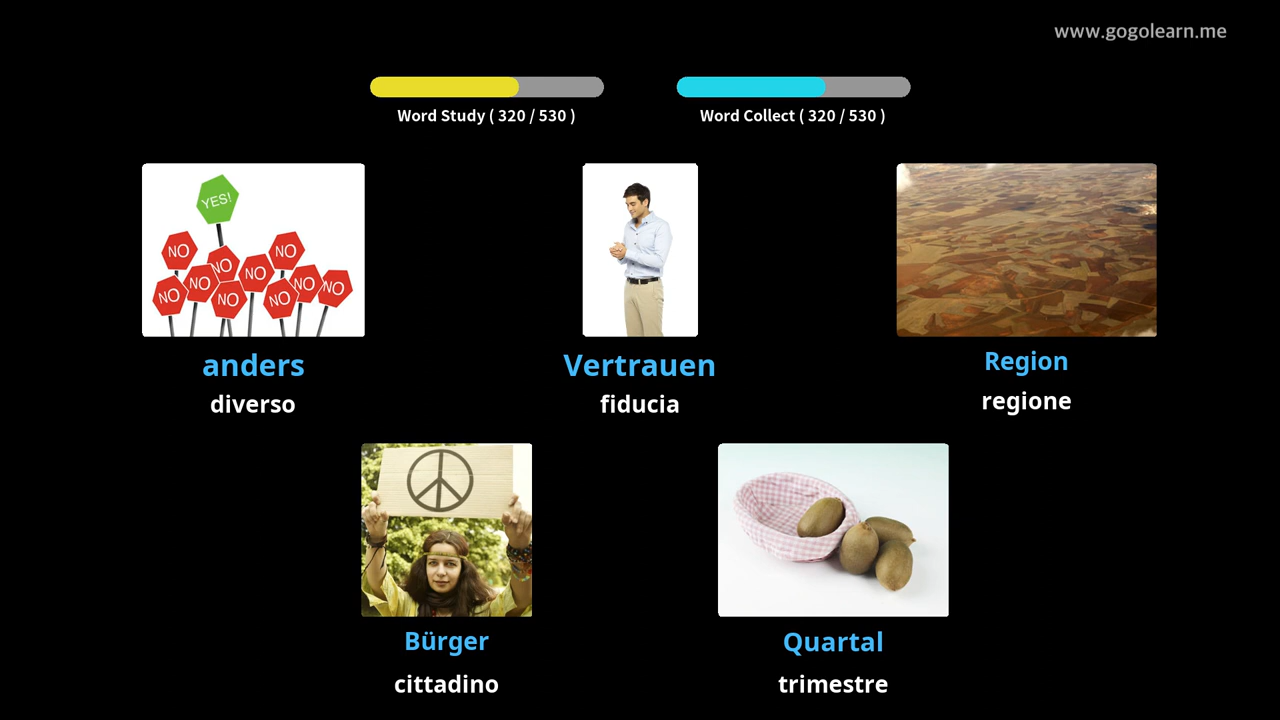 www.gogolearn.me
Word Study ( 320 / 530 )
Word Collect ( 320 / 530 )
YES!
NO
NO
NO
NO
NO
NO
NO
NO
NO
NO
anders
diverso
Vertrauen
fiducia
Region
regione
Bürger
cittadino
Quartal
trimestre